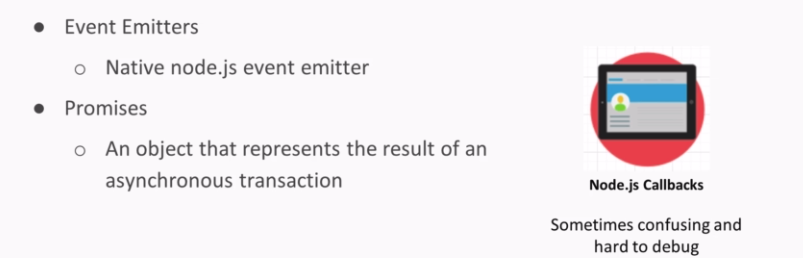 ● Event Emitters
○ Native node.js event emitter
● Promises
○ An object that represents the result of an
asynchronous transaction
Node.js Callbacks
Sometimes confusing and
hard to debug